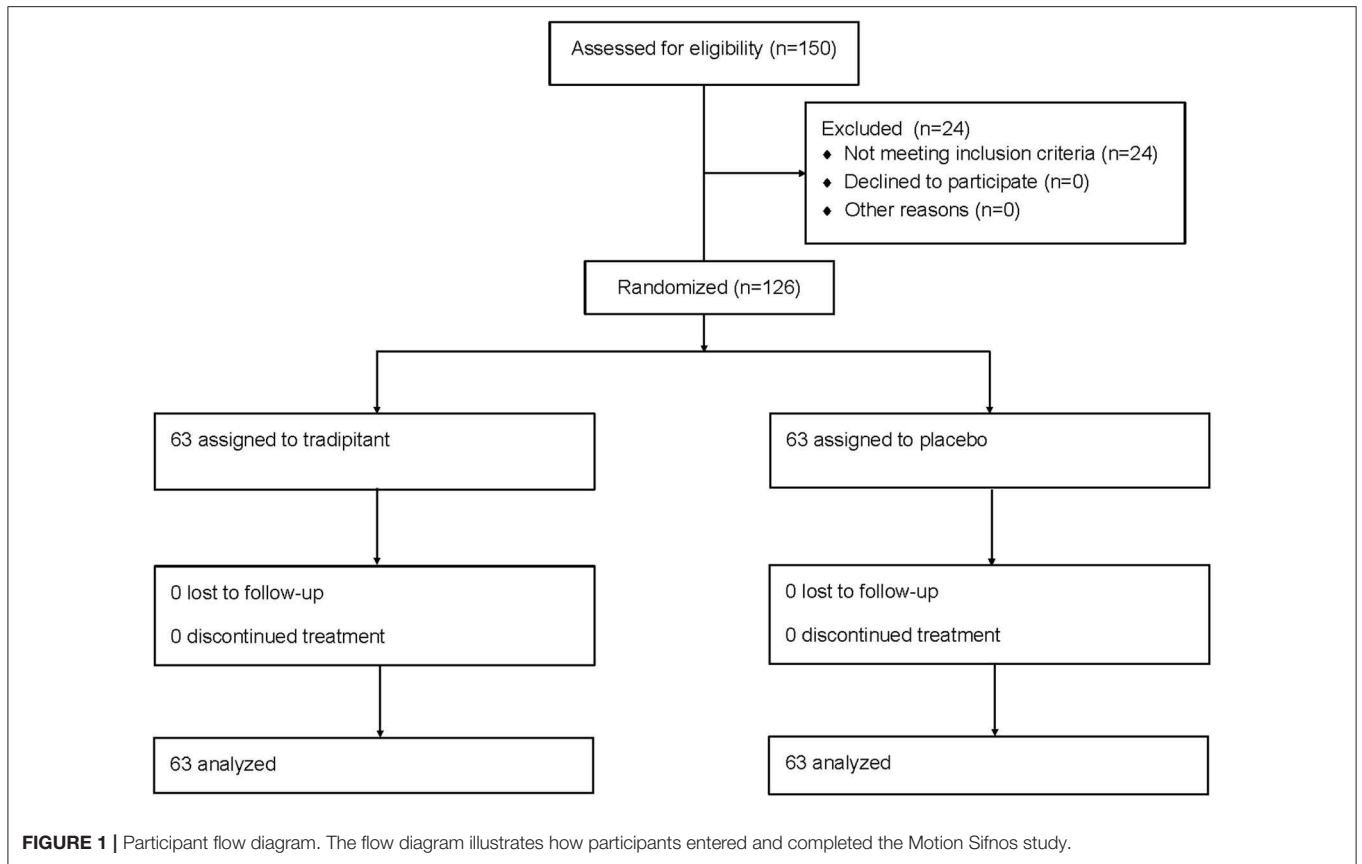 Assessed for eligibility (n=150)
Excluded (n=24)
♦ Not meeting inclusion criteria (n=24)
♦ Declined to participate (n=0)
♦ Other reasons (n=0)
Randomized (n=126)
63 assigned to tradipitant
63 assigned to placebo
0 lost to follow-up
0 discontinued treatment
0 lost to follow-up
0 discontinued treatment
63 analyzed
63 analyzed
FIGURE 1 | Participant flow diagram. The flow diagram illustrates how participants entered and completed the Motion Sifnos study.